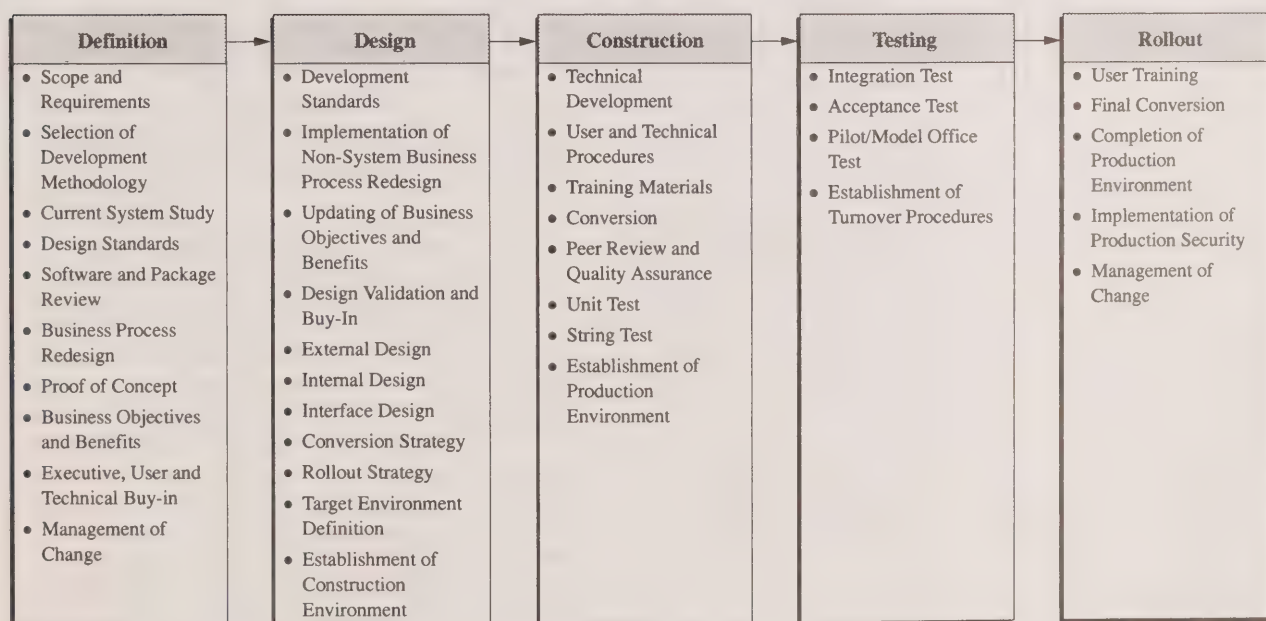 Definition
• Scope and
Requirements
• Selection of
Development
Methodology
• Current System Study
• Design Standards
• Software and Package
Review
• Business Process
Redesign
• Proof of Concept
• Business Objectives
and Benefits
• Executive, User and
Technical Buy-in
• Management of
Change
Design
• Development
Standards
• Implementation of
Non-System Business
Process Redesign
• Updating of Business
Objectives and
Benefits
• Design Validation and
Buy-In
• External Design
• Internal Design
• Interface Design
• Conversion Strategy
• Rollout Strategy
• Target Environment
Definition
• Establishment of
Construction
Environment
Construction
• Technical
Development
• User and Technical
Procedures
• Training Materials
• Conversion
• Peer Review and
Quality Assurance
• Unit Test
• String Test
• Establishment of
Production
Environment
Testing
• Integration Test
• Acceptance Test
• Pilot/Model Office
Test
• Establishment of
Turnover Procedures
Rollout
• User Training
• Final Conversion
• Completion of
Production
Environment
• Implementation of
Production Security
• Management of
Change